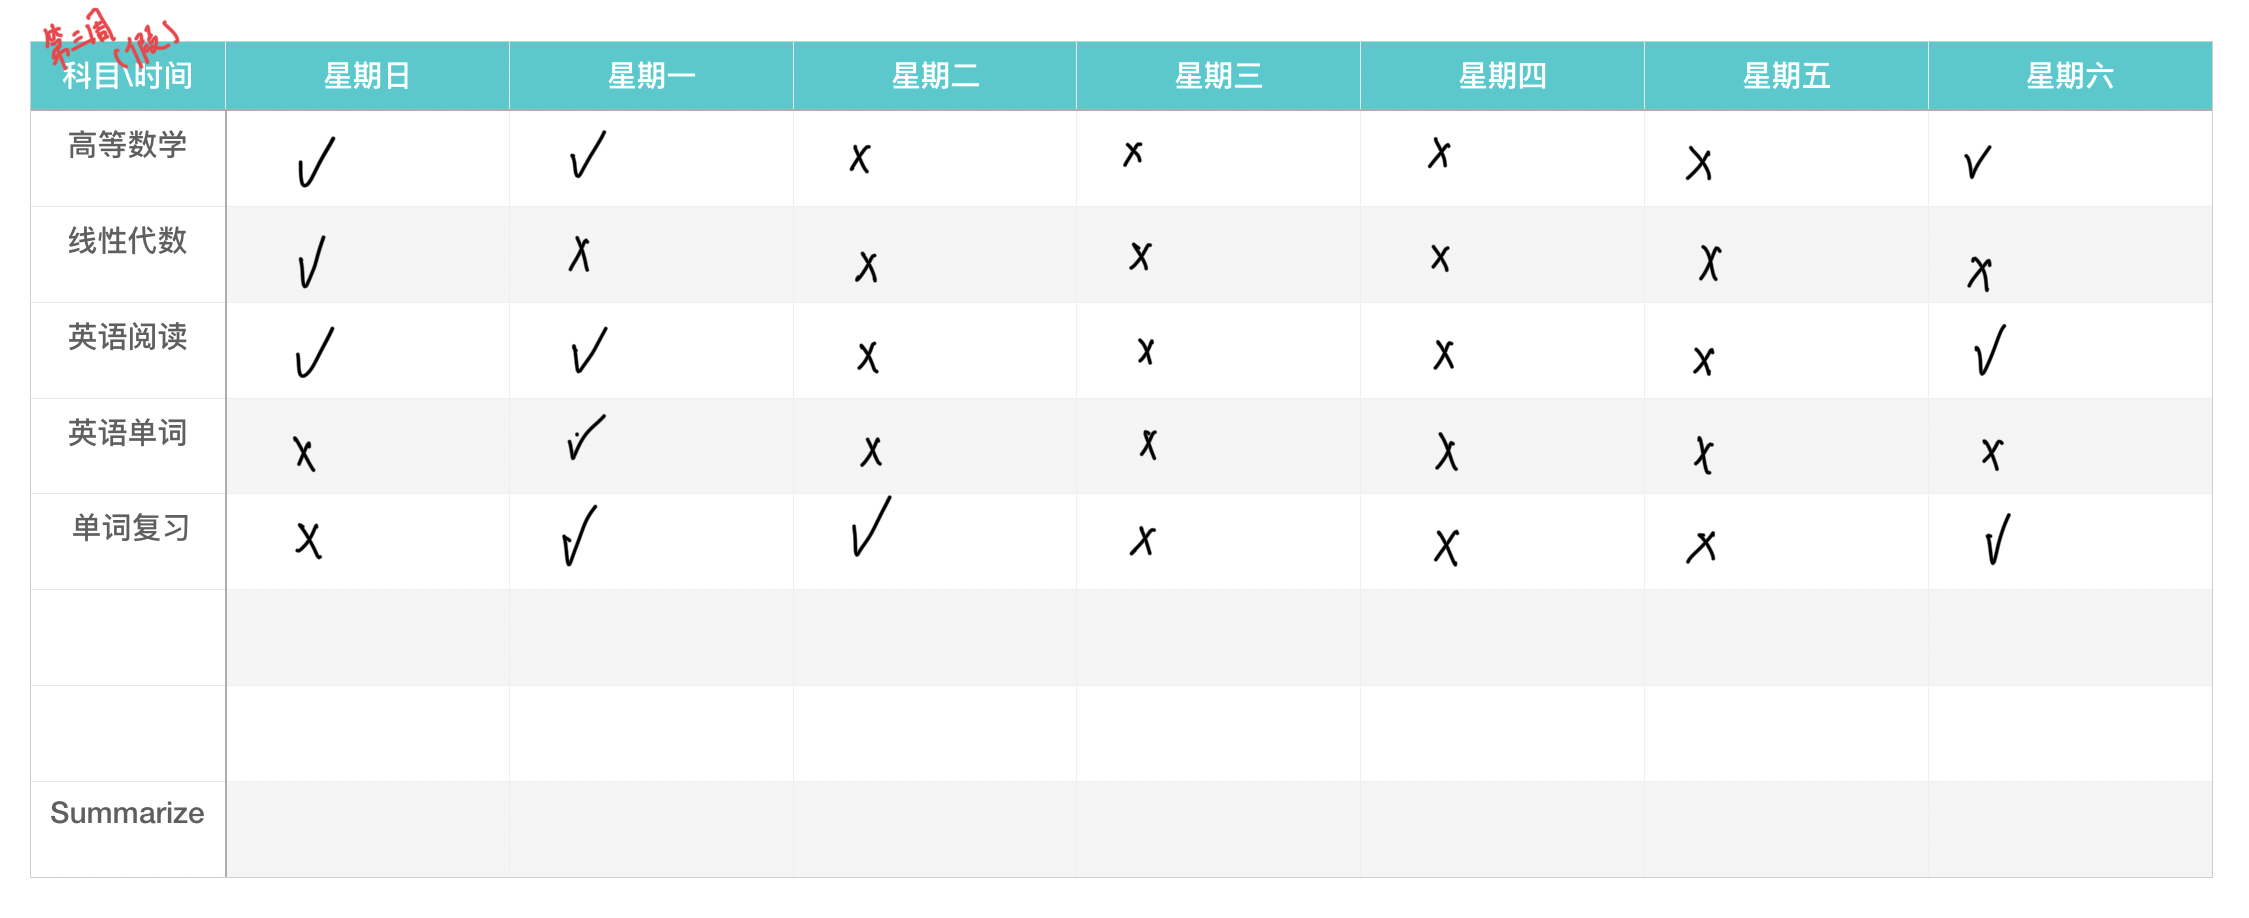 第三周
(假)
科目\时间 星期日 星期一 星期二 星期三 星期四 星期五 星期六
高等数学 ✓ ✓ x x x x ✓
线性代数 ✓ x x x x x x
英语阅读 ✓ ✓ x x x x ✓
英语单词 x ✓ x x x x x
单词复习 x ✓ ✓ x x x ✓
Summarize